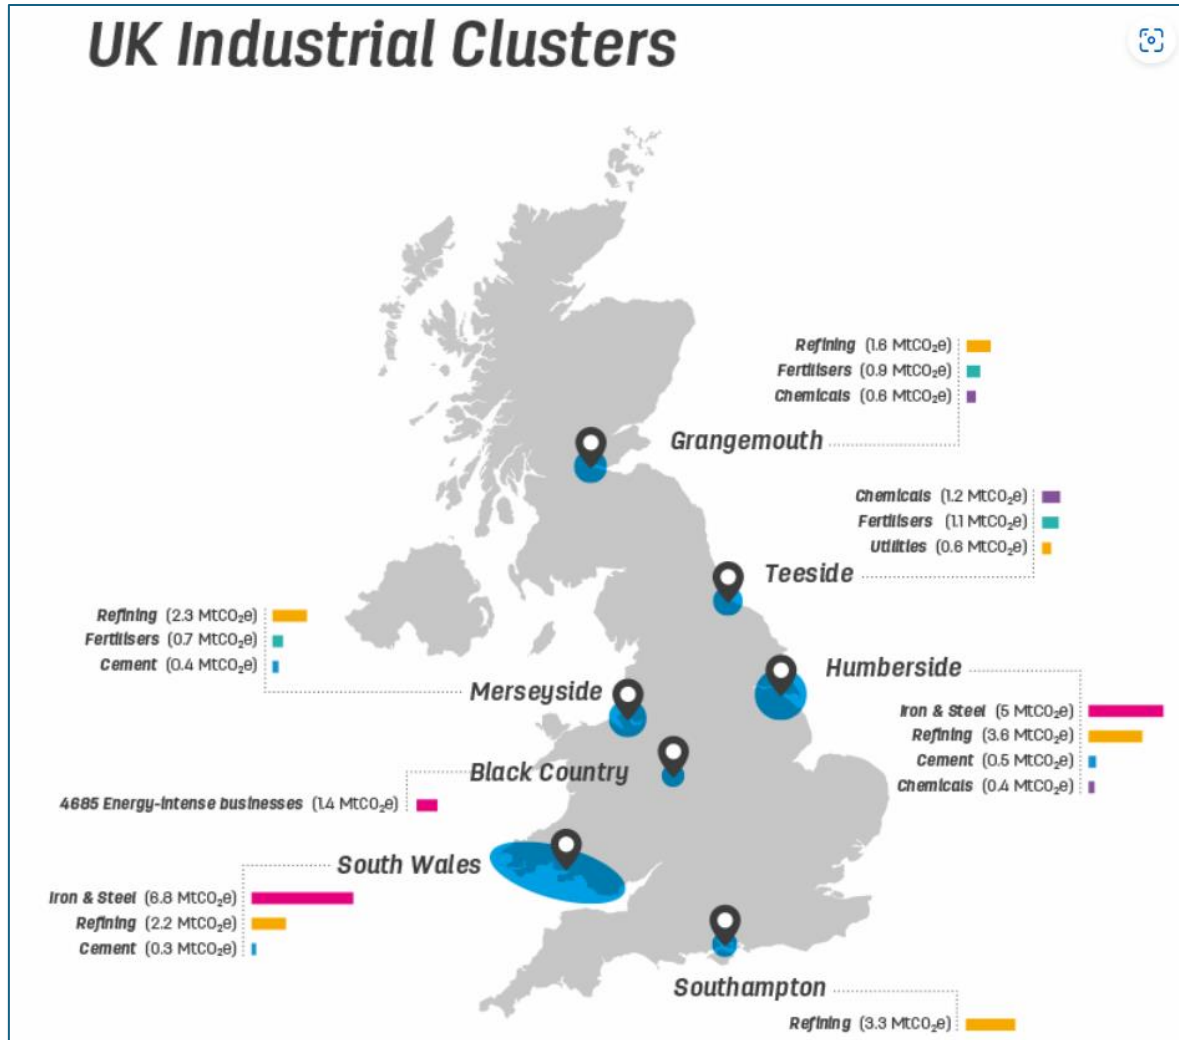 UK Industrial Clusters
Refining (1.6 MtCO₂e)
Fertilisers (0.9 MtCO₂e)
Chemicals (0.6 MtCO₂e)
Grangemouth
Chemicals (1.2 MtCO₂e)
Fertilisers (1.1 MtCO₂e)
Utilities (0.6 MtCO₂e)
Teeside
Refining (2.3 MtCO₂e)
Fertilisers (0.7 MtCO₂e)
Cement (0.4 MtCO₂e)
Merseyside
Humberside
Iron & Steel (5 MtCO₂e)
Refining (3.6 MtCO₂e)
Cement (0.5 MtCO₂e)
Chemicals (0.4 MtCO₂e)
Black Country
4685 Energy-intense businesses (1.4 MtCO₂e)
South Wales
Iron & Steel (6.8 MtCO₂e)
Refining (2.2 MtCO₂e)
Cement (0.3 MtCO₂e)
Southampton
Refining (3.3 MtCO₂e)